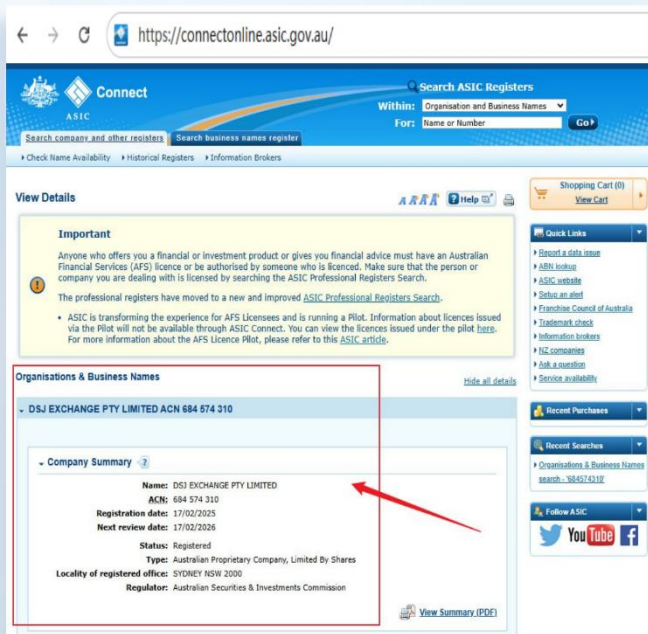 https://connectonline.asic.gov.au/
Connect
ASIC
Search ASIC Registers
Within: Organisation and Business Names
For: Name or Number Go
Search company and other registers Search business names register
Check Name Availability Historical Registers Information Brokers
View Details
A A A A Help
Important
Anyone who offers you a financial or investment product or gives you financial advice must have an Australian
Financial Services (AFS) licence or be authorised by someone who is licenced. Make sure that the person or
company you are dealing with is licensed by searching the ASIC Professional Registers Search.
The professional registers have moved to a new and improved ASIC Professional Registers Search.
• ASIC is transforming the experience for AFS Licensees and is running a Pilot. Information about licences issued
via the Pilot will not be available through ASIC Connect. You can view the licences issued under the pilot here.
For more information about the AFS Licence Pilot, please refer to this ASIC article.
Organisations & Business Names
Hide all details
DSJ EXCHANGE PTY LIMITED ACN 684 574 310
Company Summary ?
Name: DSJ EXCHANGE PTY LIMITED
ACN: 684 574 310
Registration date: 17/02/2025
Next review date: 17/02/2026
Status: Registered
Type: Australian Proprietary Company, Limited By Shares
Locality of registered office: SYDNEY NSW 2000
Regulator: Australian Securities & Investments Commission
View Summary (PDF)
Shopping Cart (0)
View Cart
Quick Links
Report a data issue
ABN lookup
ASIC website
Setup an alert
Franchise Council of Australia
Trademark check
Information brokers
NZ companies
Ask a question
Service availability
Recent Purchases
Recent Searches
Organisations & Business Names
search - '684574310'
Follow ASIC
YouTube